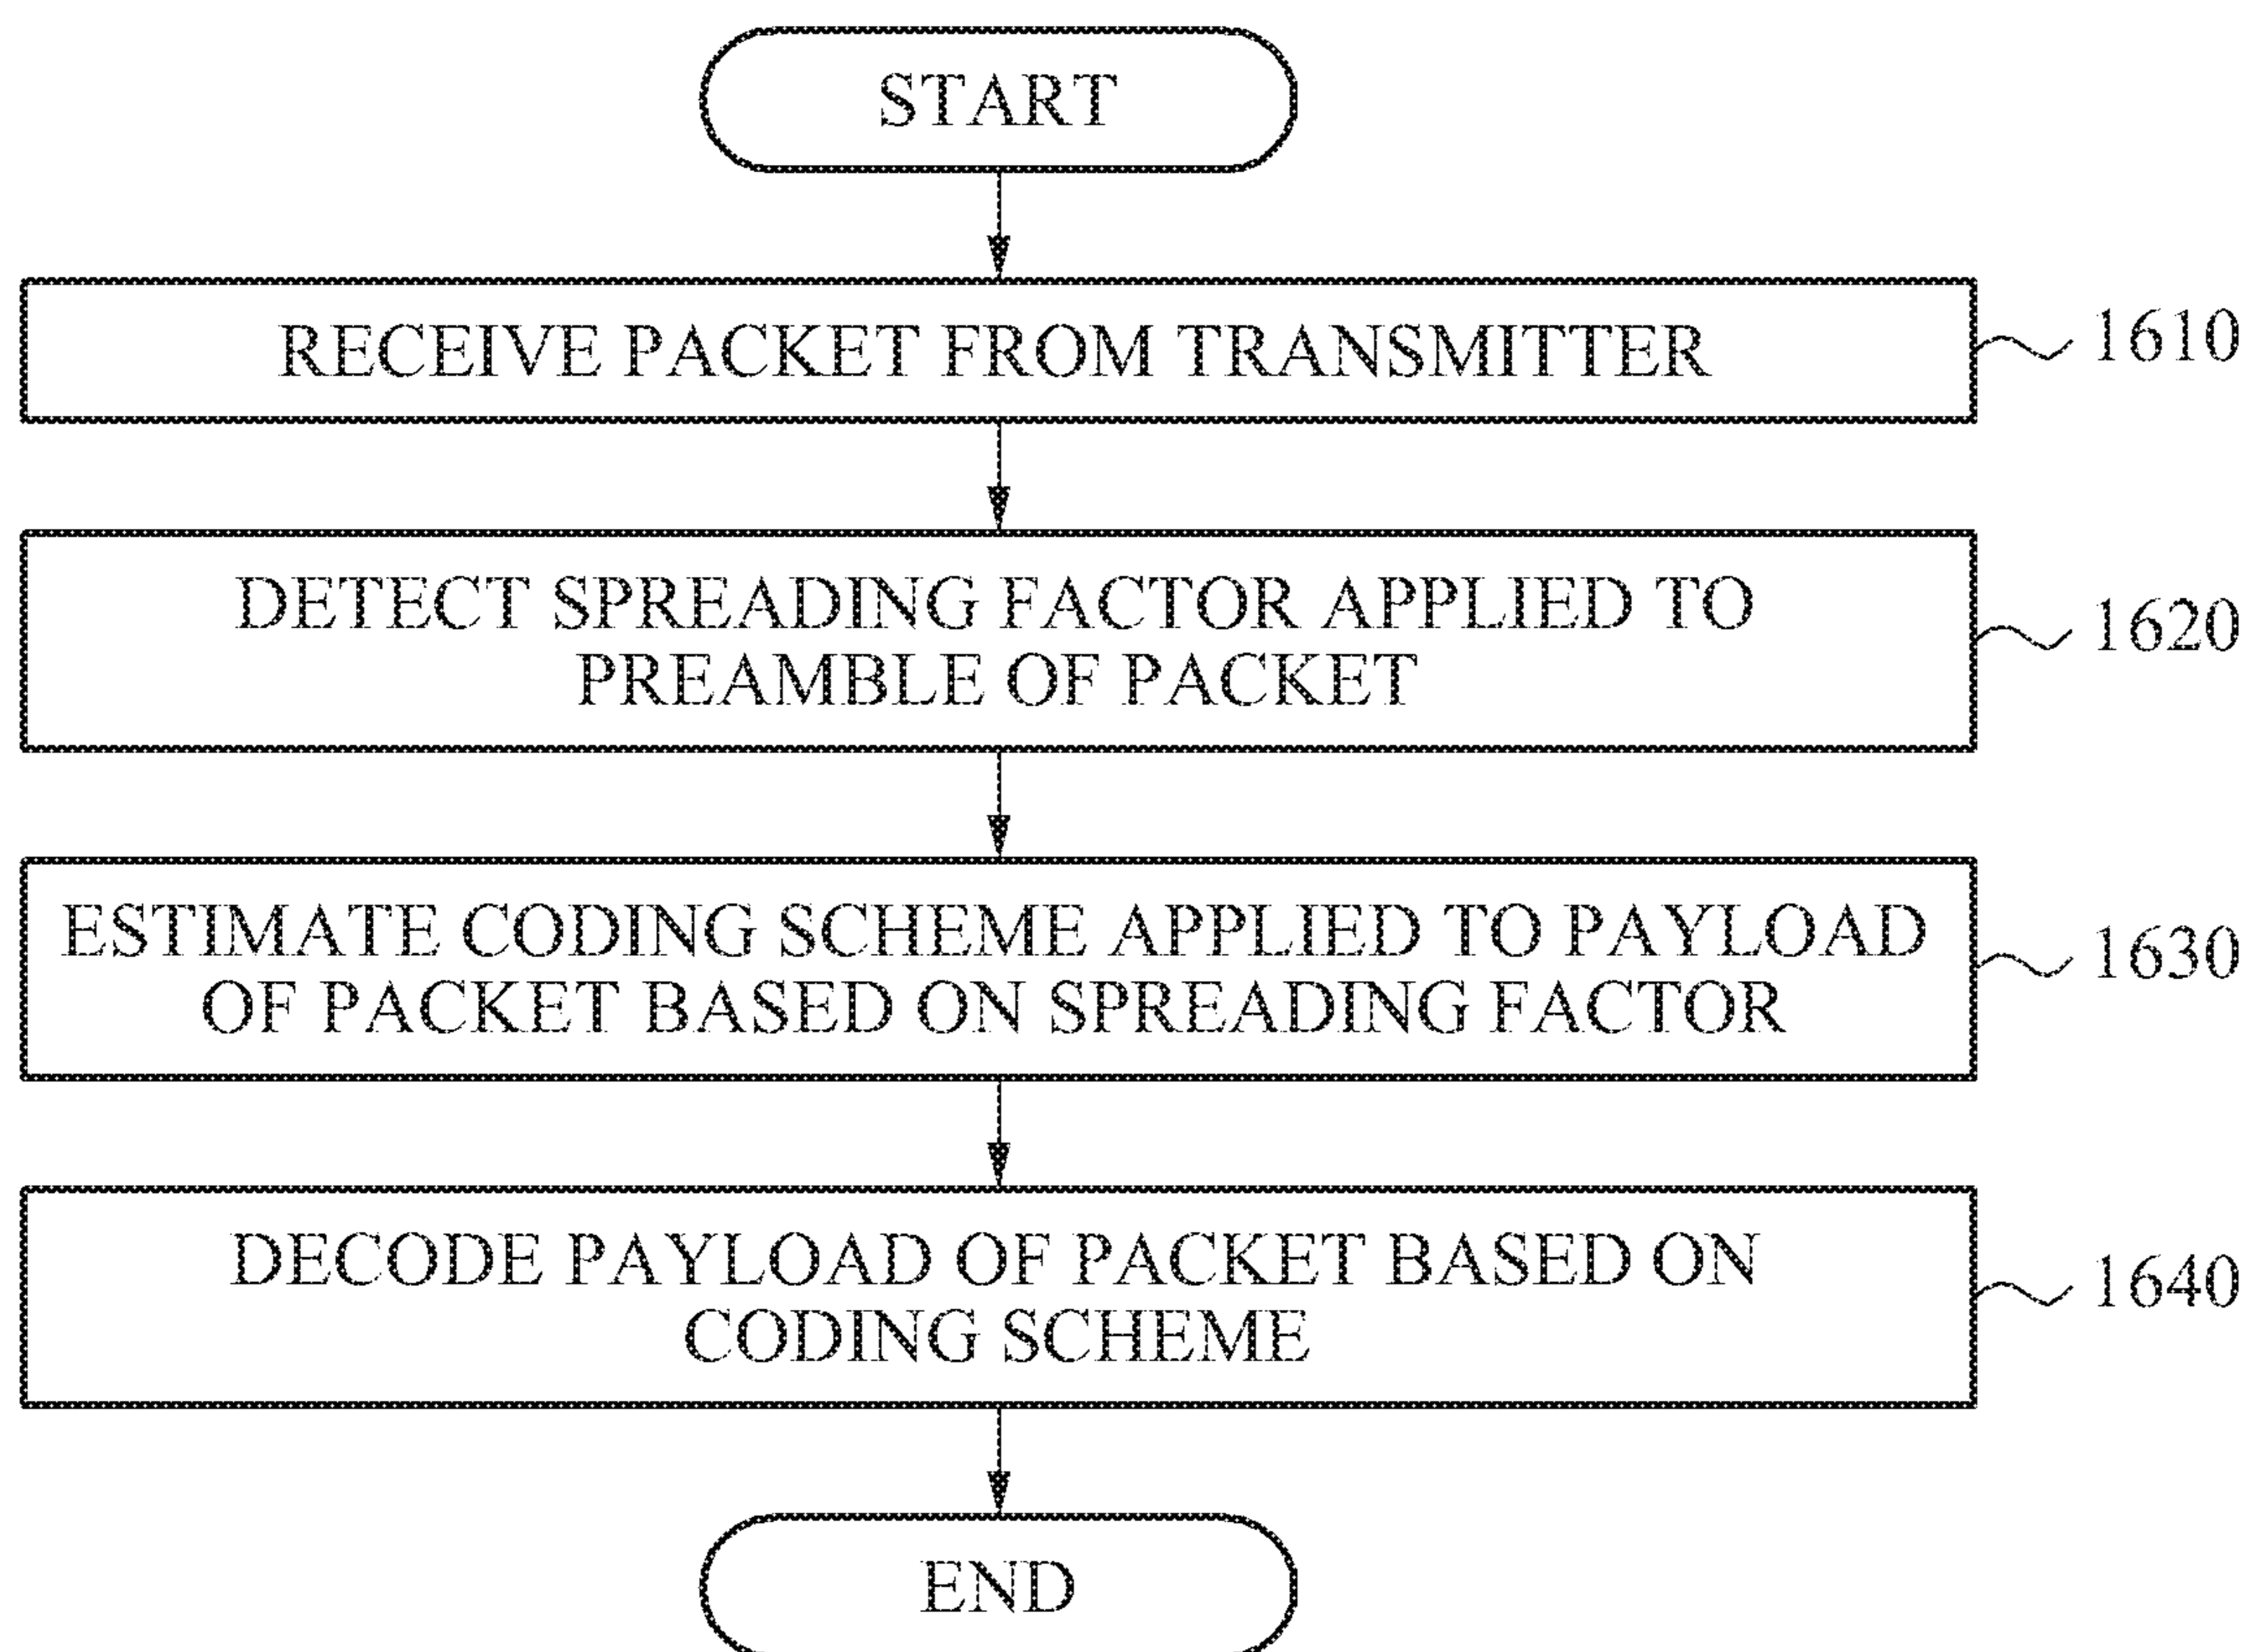 START
RECEIVE PACKET FROM TRANSMITTER
1610
DETECT SPREADING FACTOR APPLIED TO
PREAMBLE OF PACKET
1620
ESTIMATE CODING SCHEME APPLIED TO PAYLOAD
OF PACKET BASED ON SPREADING FACTOR
1630
DECODE PAYLOAD OF PACKET BASED ON
CODING SCHEME
1640
END